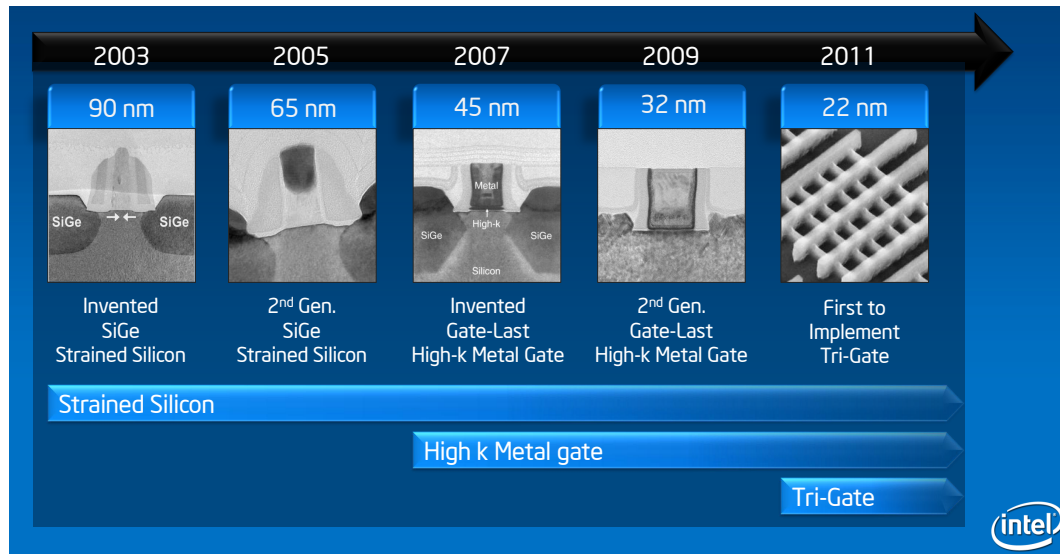 2003 2005 2007 2009 2011
90 nm 65 nm 45 nm 32 nm 22 nm
SiGe SiGe
Metal
High-k
SiGe SiGe
Silicon
Invented
SiGe
Strained Silicon
2nd Gen.
SiGe
Strained Silicon
Invented
Gate-Last
High-k Metal Gate
2nd Gen.
Gate-Last
High-k Metal Gate
First to
Implement
Tri-Gate
Strained Silicon
High k Metal gate
Tri-Gate
intel